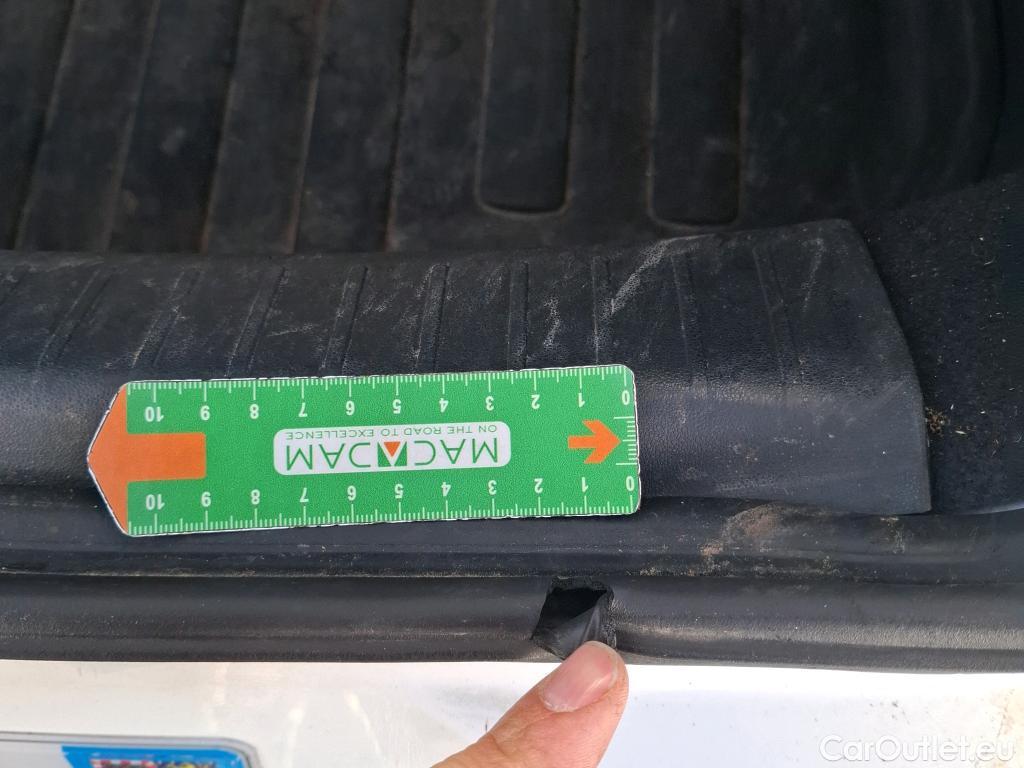 10 9 8 7 6 5 4 3 2 1 0
ON THE ROAD TO EXCELLENCE
MACADAM
10 9 8 7 6 5 4 3 2 1 0
CarOutlet.eu